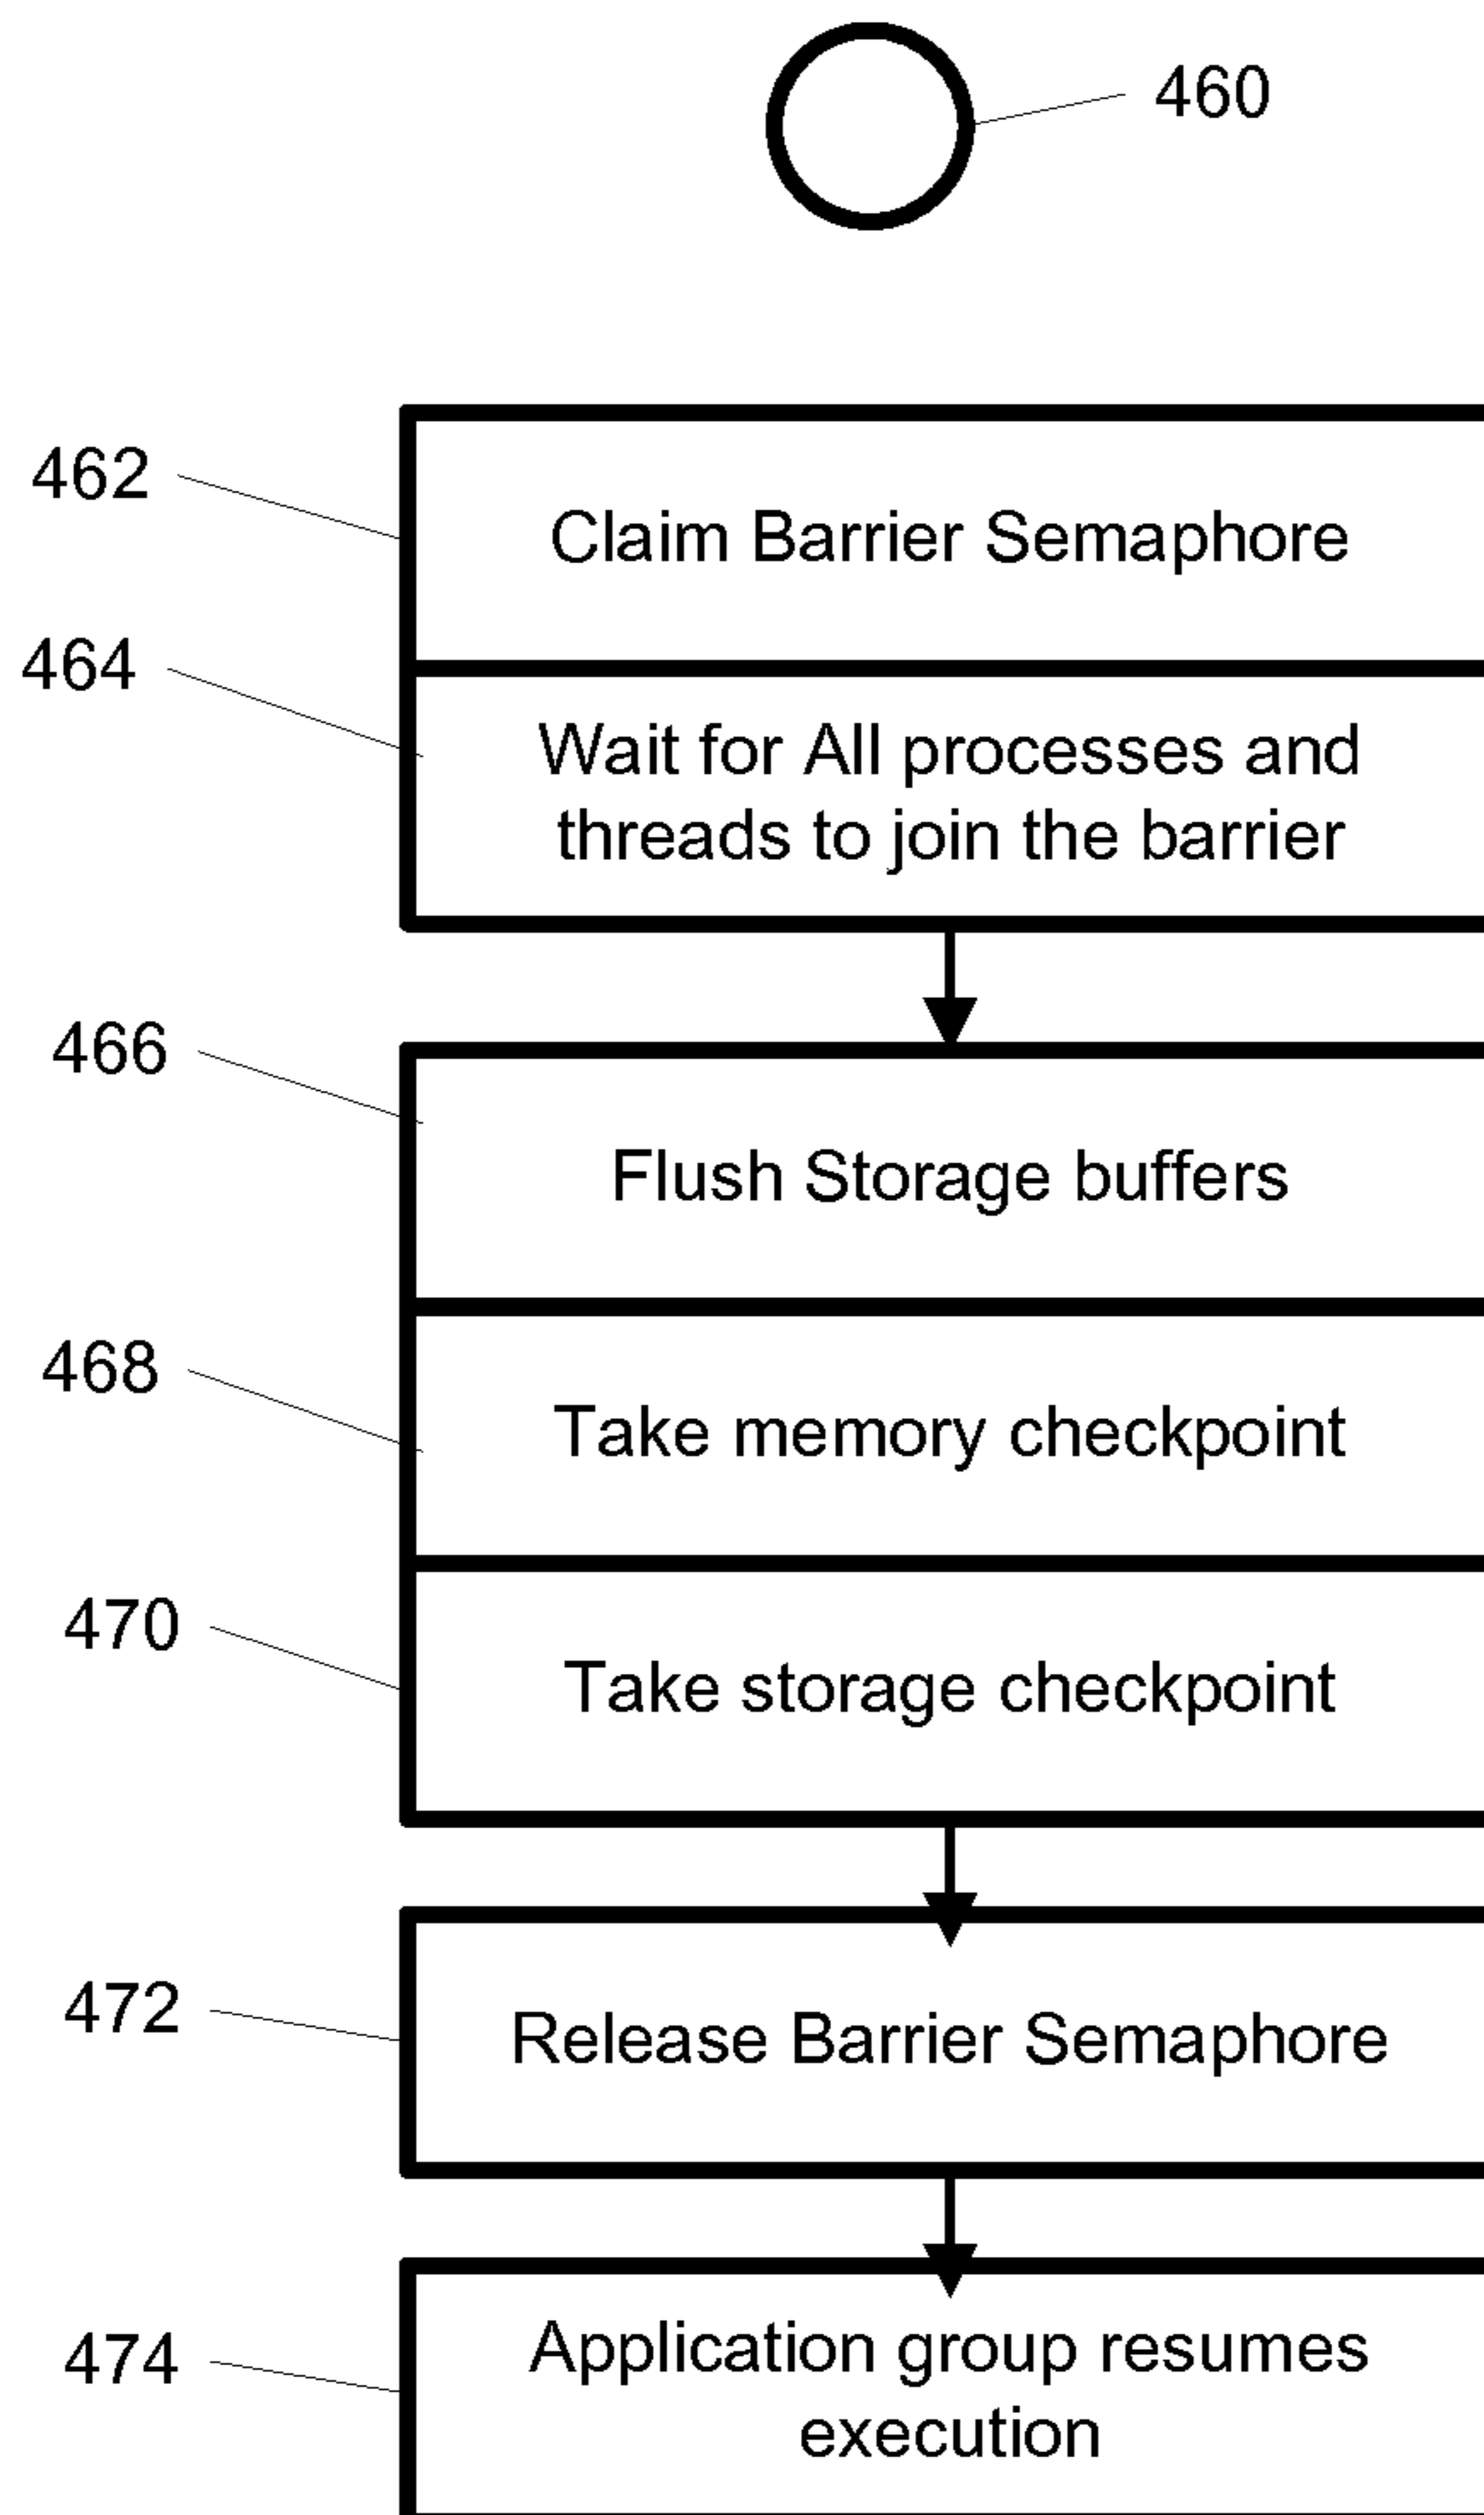 460
462
Claim Barrier Semaphore
464
Wait for All processes and
threads to join the barrier
466
Flush Storage buffers
468
Take memory checkpoint
470
Take storage checkpoint
472
Release Barrier Semaphore
474
Application group resumes
execution